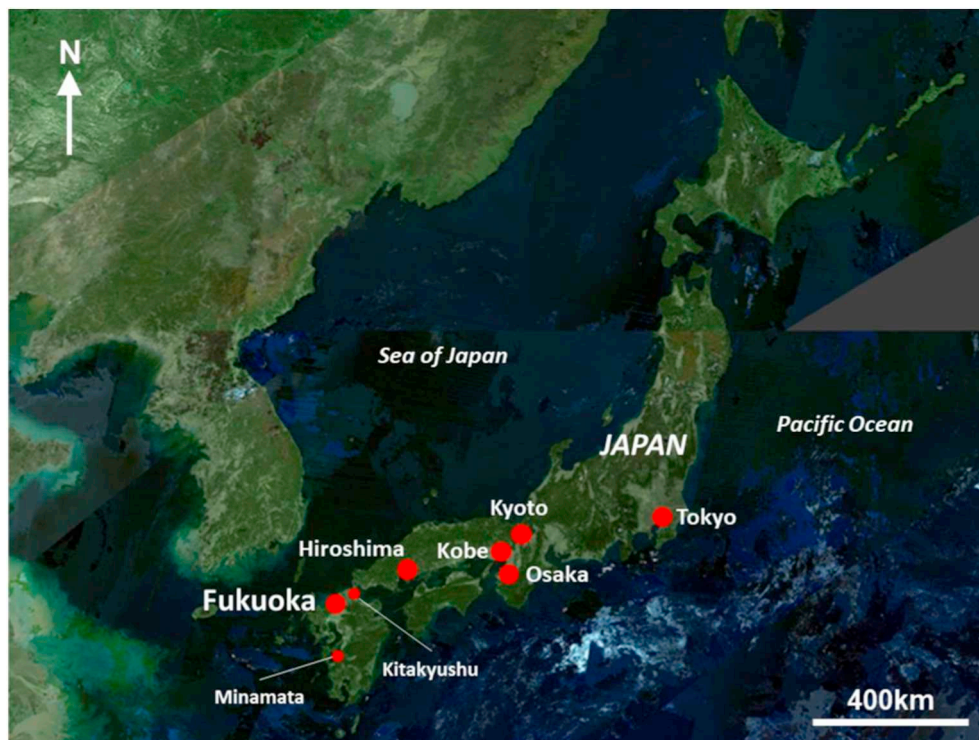 N
Sea of Japan
Pacific Ocean
JAPAN
Kyoto
Tokyo
Hiroshima
Kobe
Osaka
Fukuoka
Kitakyushu
Minamata
400km